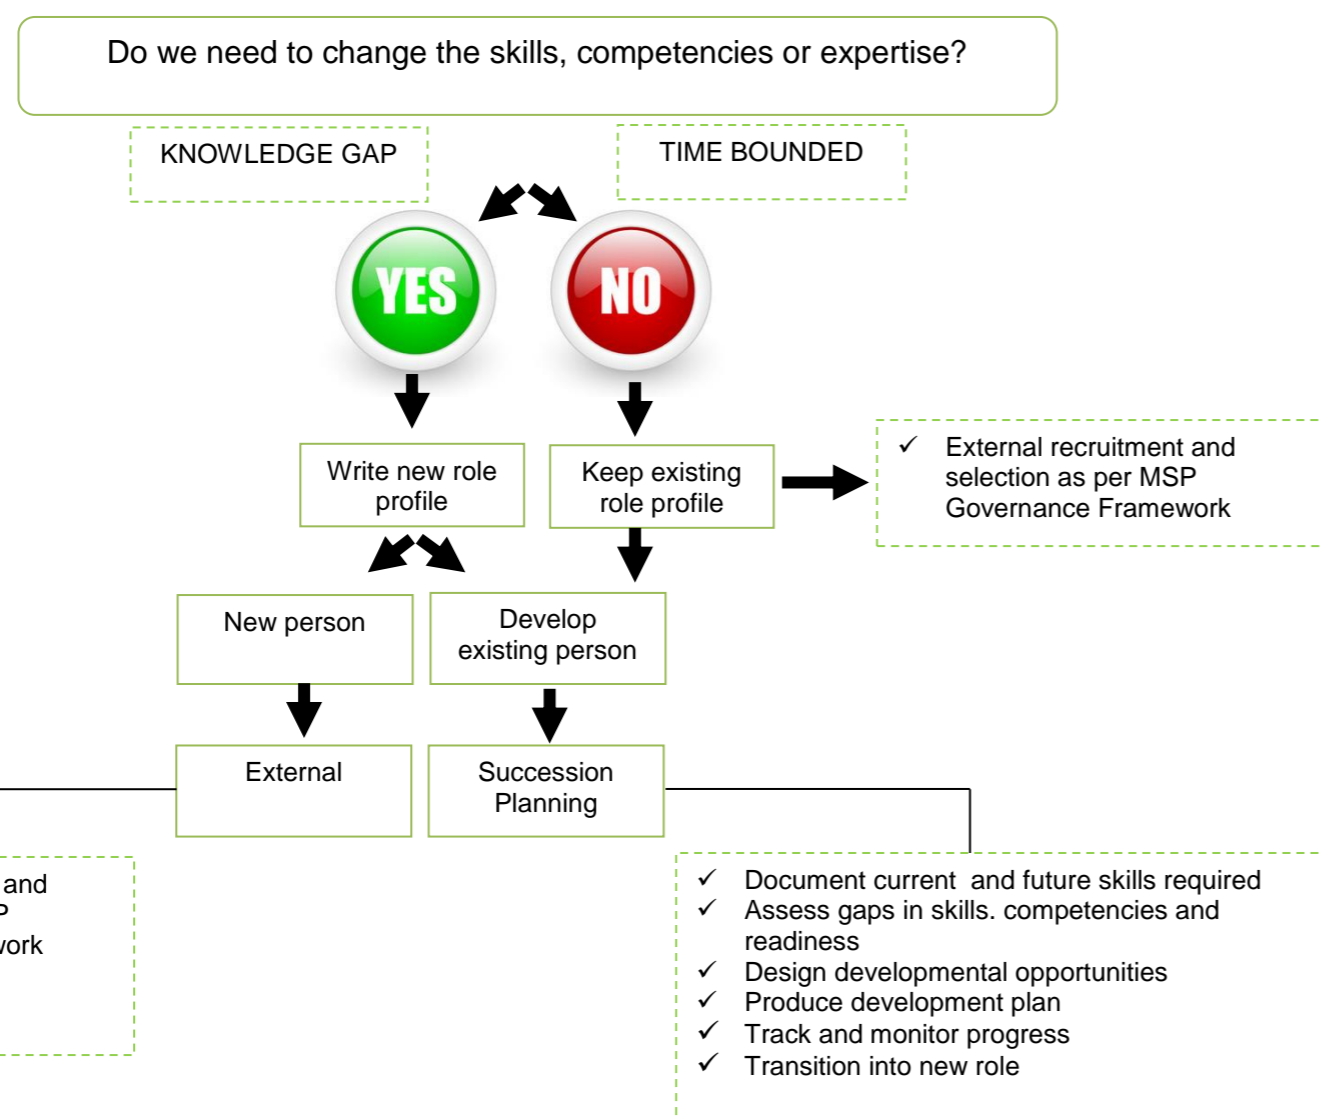 Do we need to change the skills, competencies or expertise?
KNOWLEDGE GAP
TIME BOUNDED
YES
NO
Write new role
profile
Keep existing
role profile
✓ External recruitment and
selection as per MSP
Governance Framework
New person
Develop
existing person
External
Succession
Planning
and
work
✓ Document current  and future skills required
✓ Assess gaps in skills. competencies and
readiness
✓ Design developmental opportunities
✓ Produce development plan
✓ Track and monitor progress
✓ Transition into new role